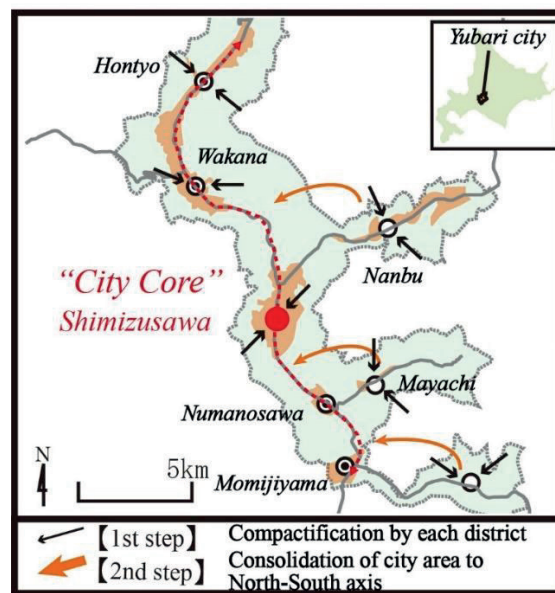 Yubari city
Hontyo
Wakana
Nanbu
“City Core”
Shimizusawa
Mayachi
Numanosawa
Momijiyama
N
5km
【1st step】 Compactification by each district
【2nd step】 Consolidation of city area to
North-South axis